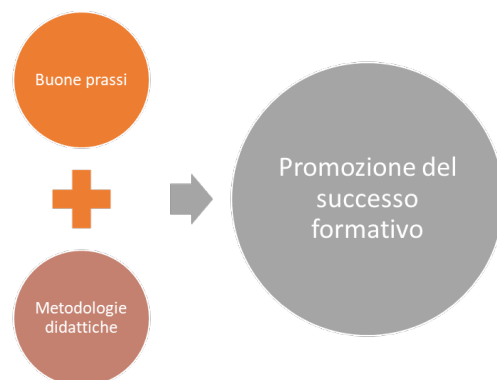 Buone prassi
Metodologie
didattiche
Promozione del
successo
formativo